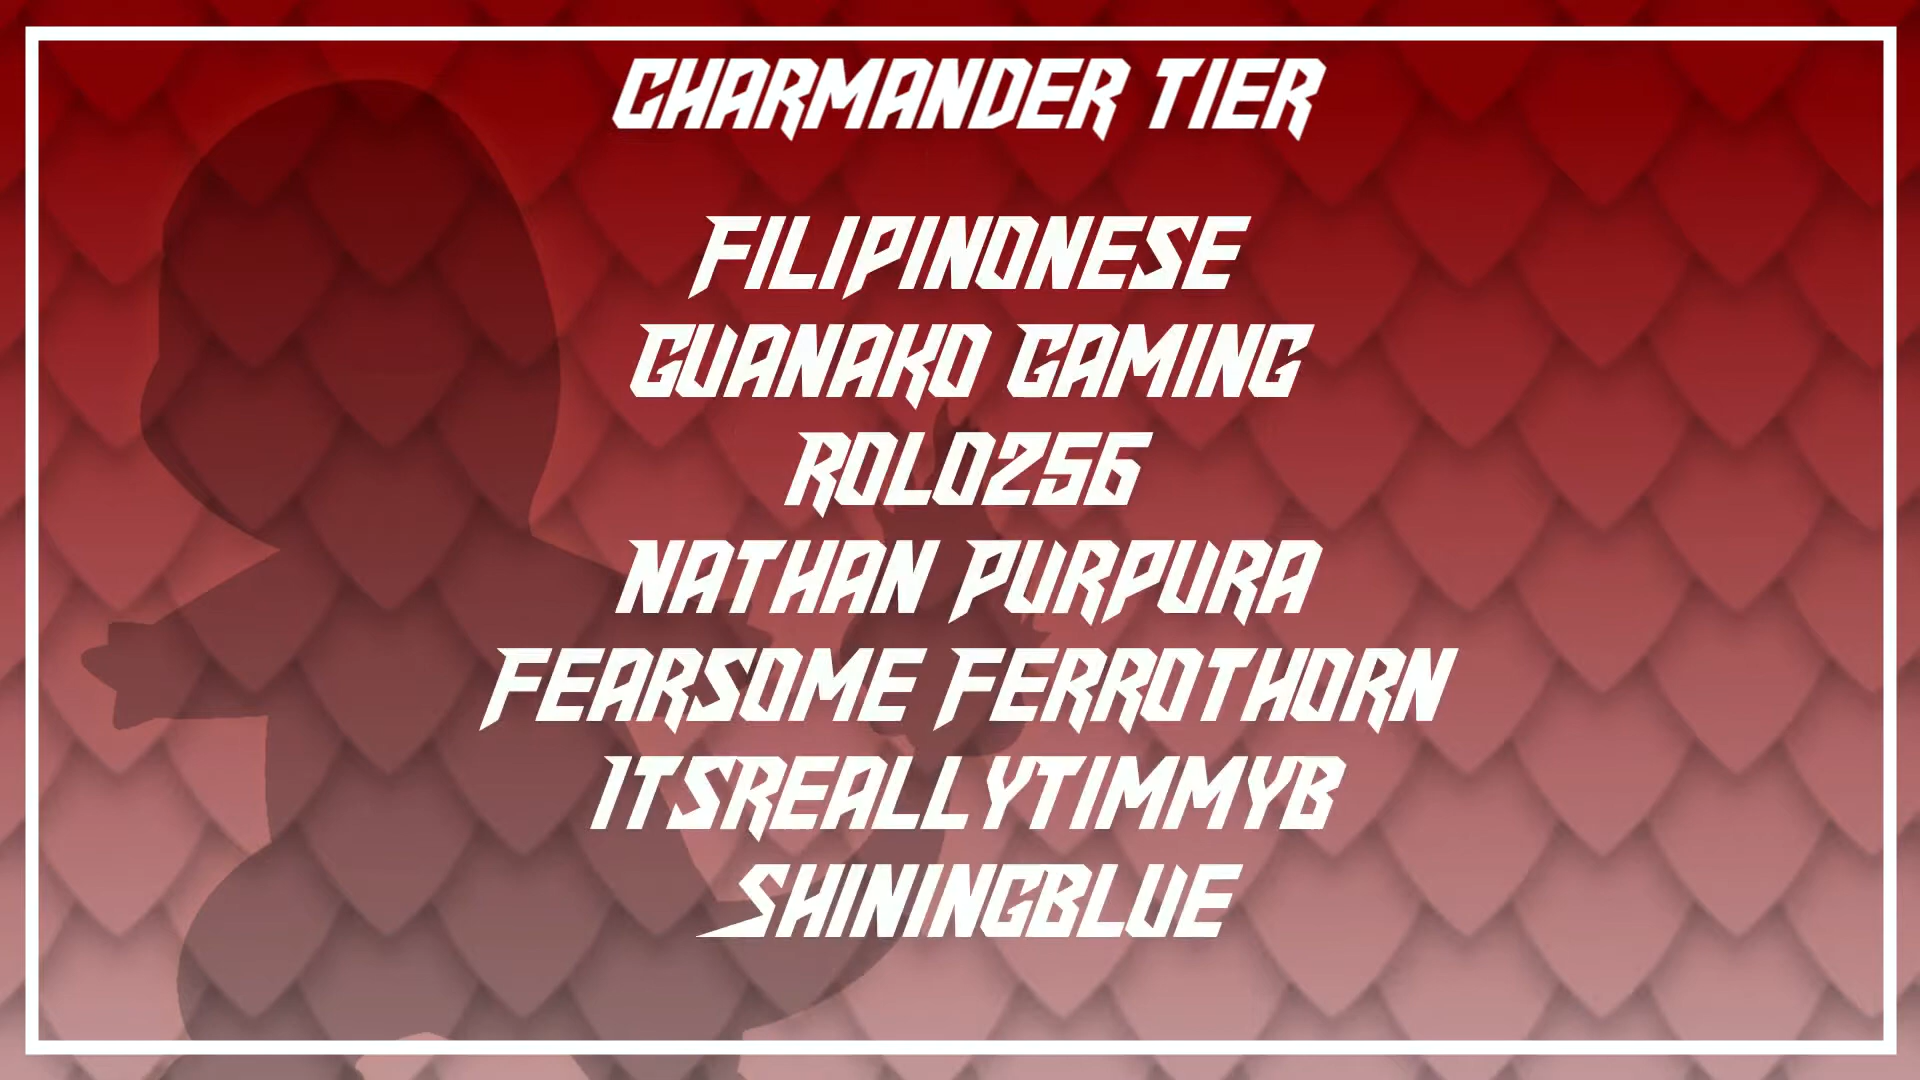 CHARMANDER TIER
FILIPINONESE
GUANAKO GAMING
ROLO256
NATHAN PURPURA
FEARSOME FERROTHORN
ITSREALLYTIMMYB
SHININGBLUE